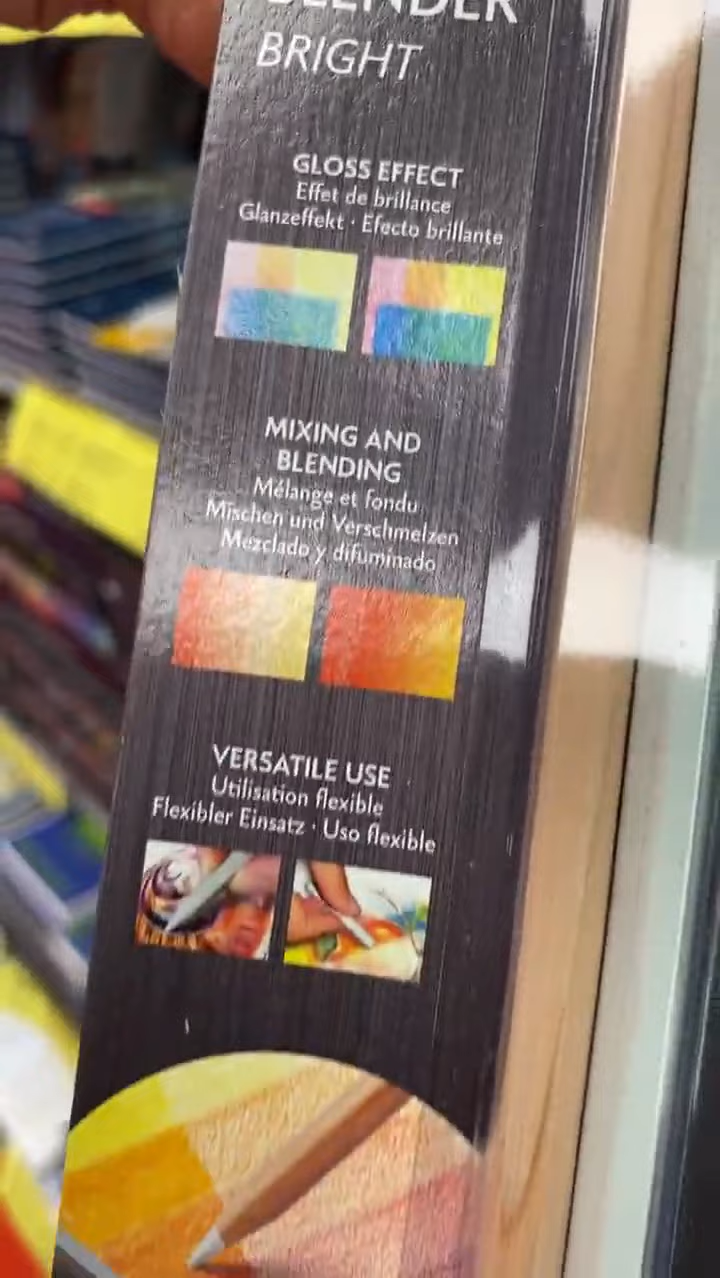 BLENDER
BRIGHT
GLOSS EFFECT
Effet de brillance
Glanzeffekt · Efecto brillante
MIXING AND
BLENDING
Mélange et fondu
Mischen und Verschmelzen
Mezclado y difuminado
VERSATILE USE
Utilisation flexible
Flexibler Einsatz · Uso flexible